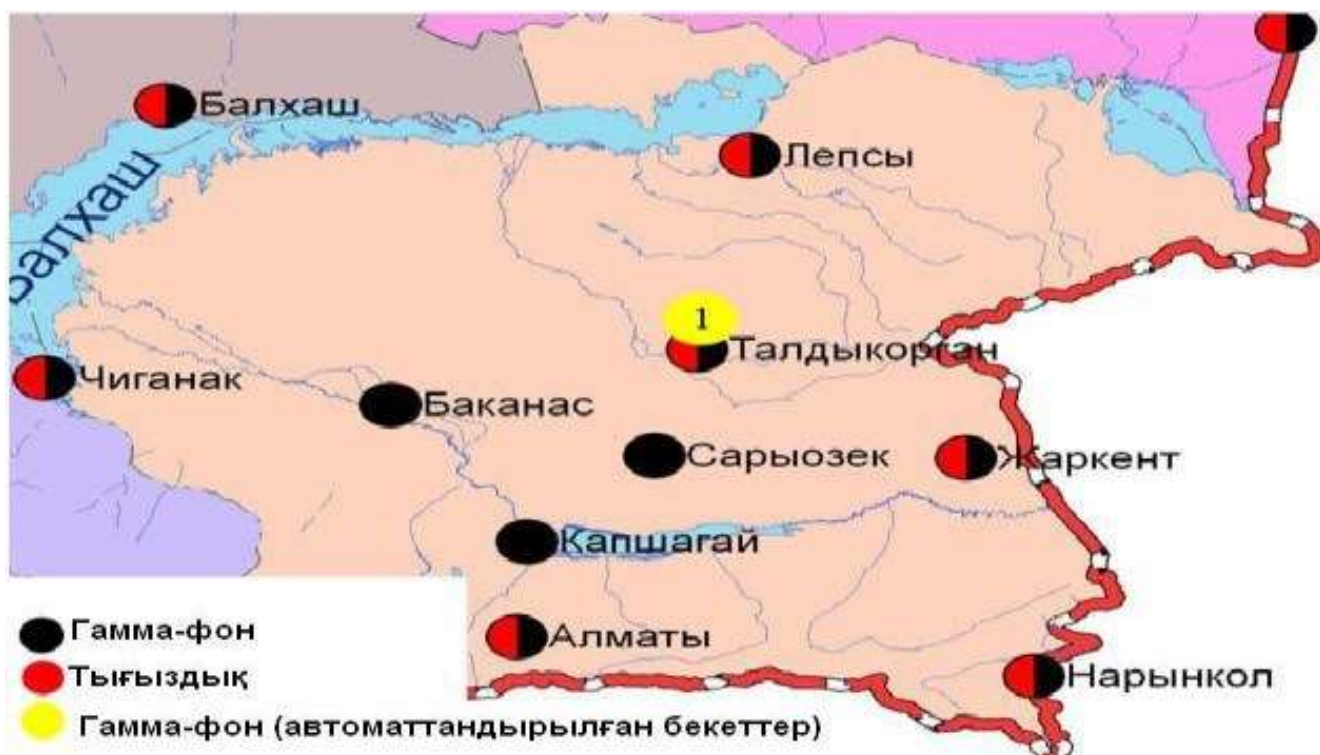 Балхаш
Лепсы
Балхаш
1
Талдыкорган
Чиганак
Баканас
Сарыозек
Жаркент
Капшагай
Гамма-фон
Алматы
Тығыздық
Нарынкол
Гамма-фон (автоматтандырылған бекеттер)